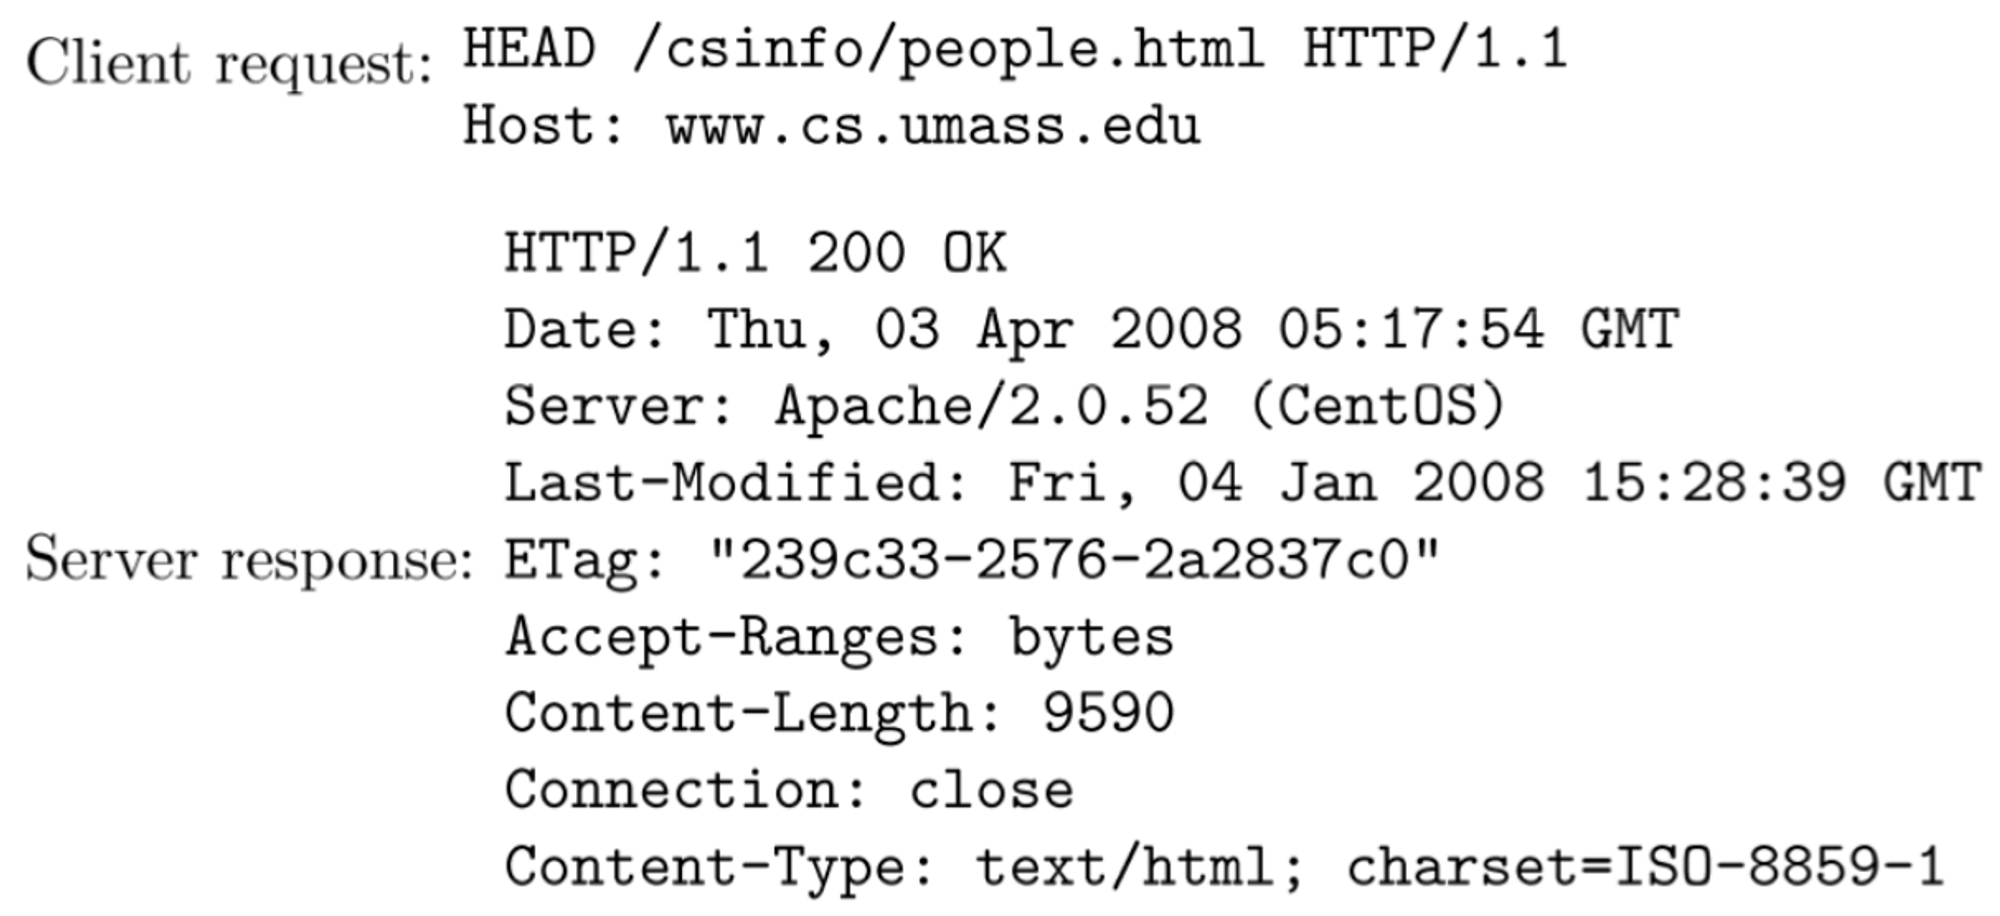 Client request: HEAD /csinfo/people.html HTTP/1.1
Host: www.cs.umass.edu
HTTP/1.1 200 OK
Date: Thu, 03 Apr 2008 05:17:54 GMT
Server: Apache/2.0.52 (CentOS)
Last-Modified: Fri, 04 Jan 2008 15:28:39 GMT
Server response: ETag: "239c33-2576-2a2837c0"
Accept-Ranges: bytes
Content-Length: 9590
Connection: close
Content-Type: text/html; charset=ISO-8859-1